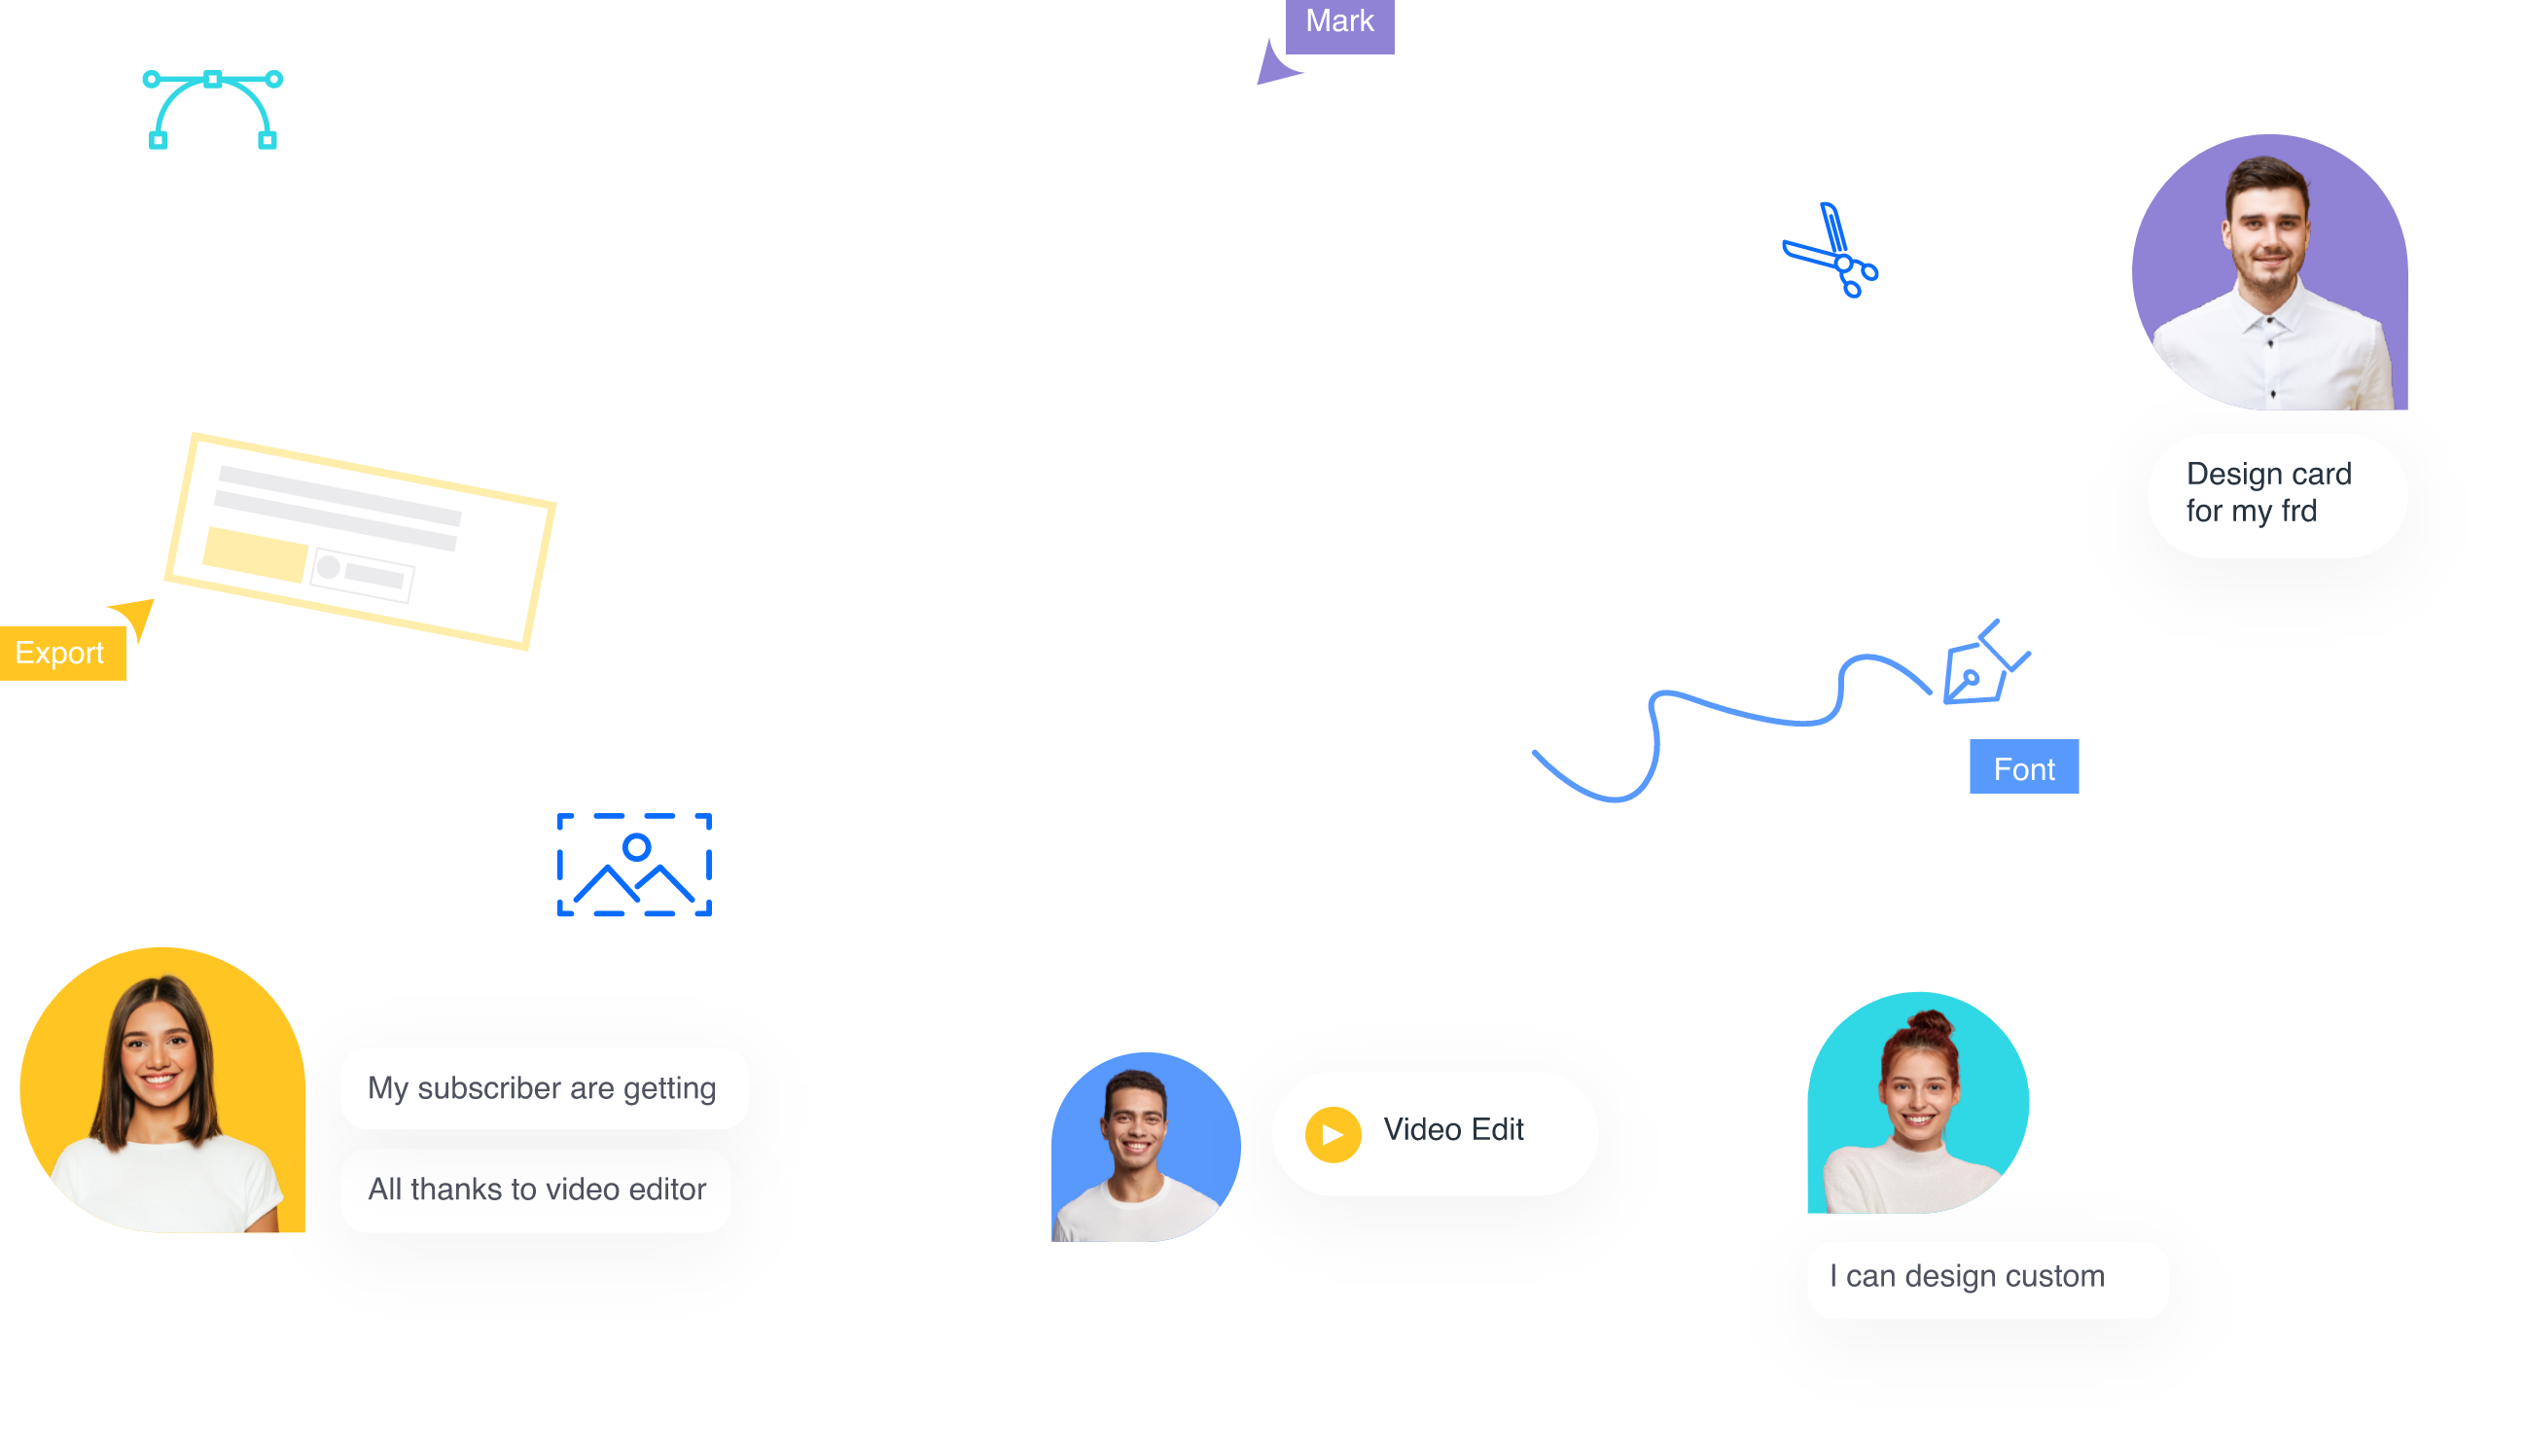 Mark
Design card
for my frd
Export
Font
My subscriber are getting
All thanks to video editor
Video Edit
I can design custom